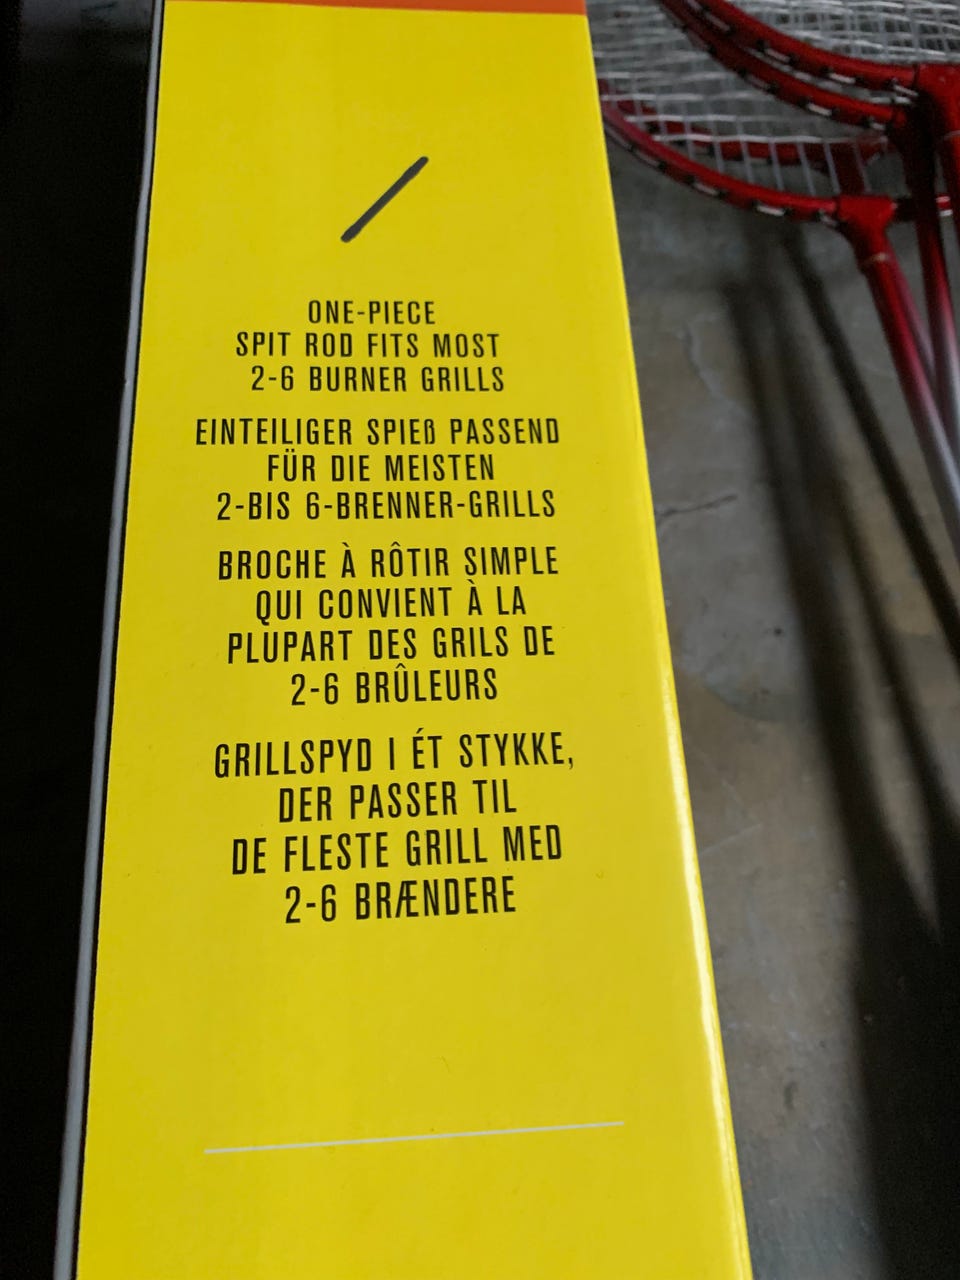 ONE-PIECE
SPIT ROD FITS MOST
2-6 BURNER GRILLS
EINTEILIGER SPIEß PASSEND
FÜR DIE MEISTEN
2-BIS 6-BRENNER-GRILLS
BROCHE À RÔTIR SIMPLE
QUI CONVIENT À LA
PLUPART DES GRILS DE
2-6 BRÛLEURS
GRILLSPYD I ÉT STYKKE,
DER PASSER TIL
DE FLESTE GRILL MED
2-6 BRÆNDERE